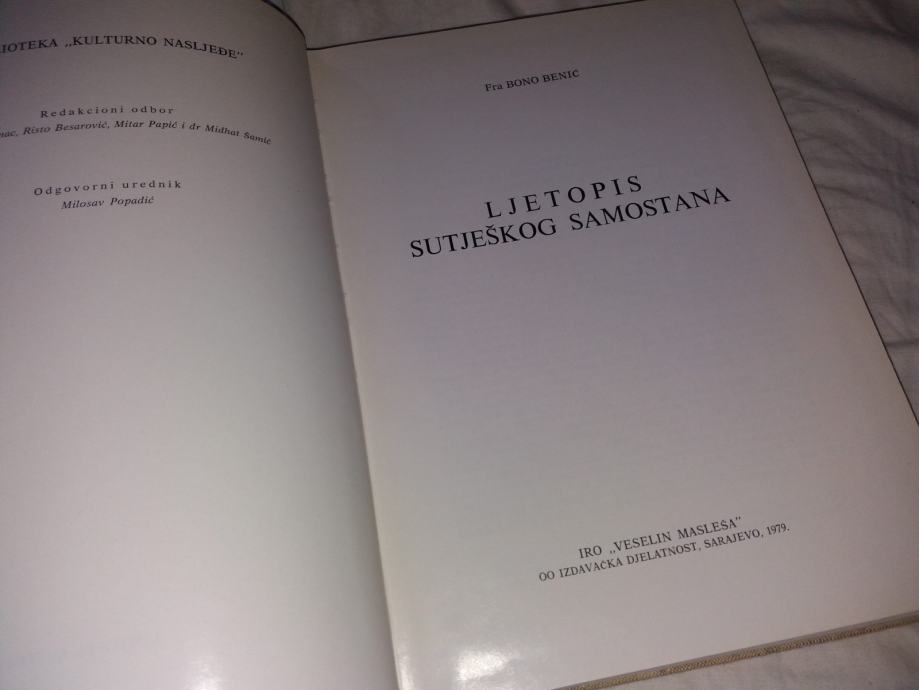 IOTEKA „KULTURNO NASLJEĐE”
Redakcioni odbor
Risto Besarović, Mitar Papić i dr Midhat Šamić
Odgovorni urednik
Milosav Popadić
Fra BONO BENIĆ
LJETOPIS
SUTJEŠKOG SAMOSTANA
IRO „VESELIN MASLEŠA”
OO IZDAVAČKA DJELATNOST, SARAJEVO, 1979.